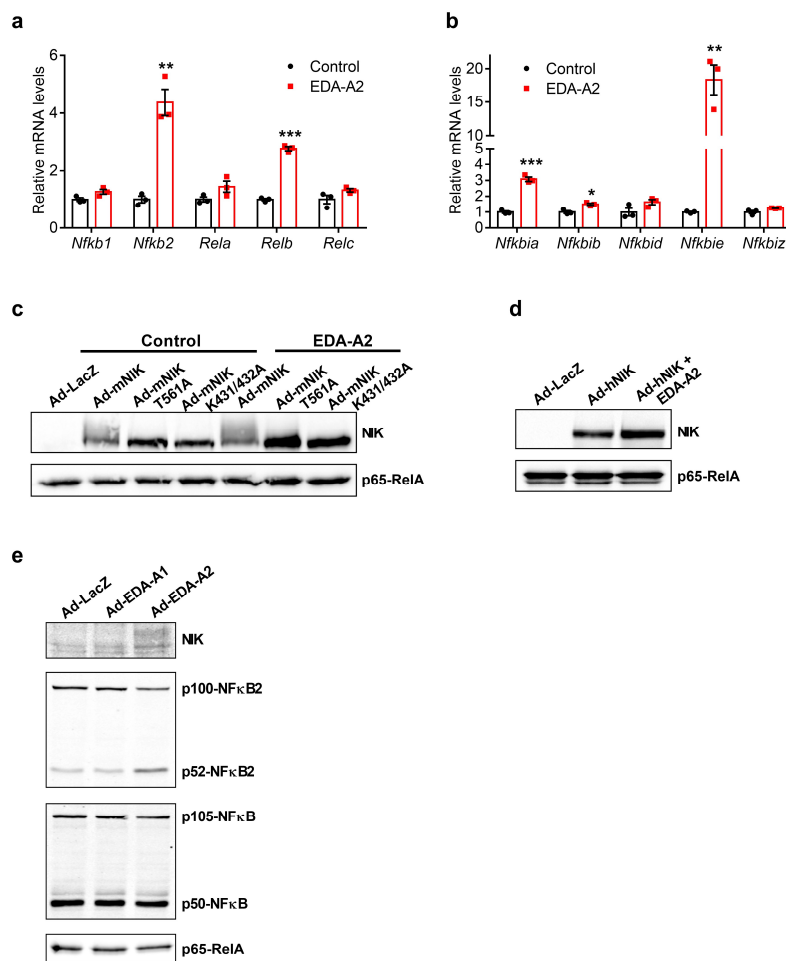 a
Relative mRNA levels
6
4
2
0
**
***
Control
EDA-A2
Nfkb1 Nfkb2 Rela Relb Relc
b
Relative mRNA levels
20
15
10
5
4
3
2
1
0
***
*
**
Control
EDA-A2
Nfkbia Nfkbib Nfkbid Nfkbie Nfkbiz
c
Control EDA-A2
Ad-LacZ
Ad-mNIK
Ad-mNIK
T561A
Ad-mNIK
K431/432A
Ad-mNIK
Ad-mNIK
T561A
Ad-mNIK
K431/432A
NIK
p65-RelA
d
Ad-LacZ
Ad-hNIK
Ad-hNIK +
EDA-A2
NIK
p65-RelA
e
Ad-LacZ
Ad-EDA-A1
Ad-EDA-A2
NIK
p100-NFκB2
p52-NFκB2
p105-NFκB
p50-NFκB
p65-RelA